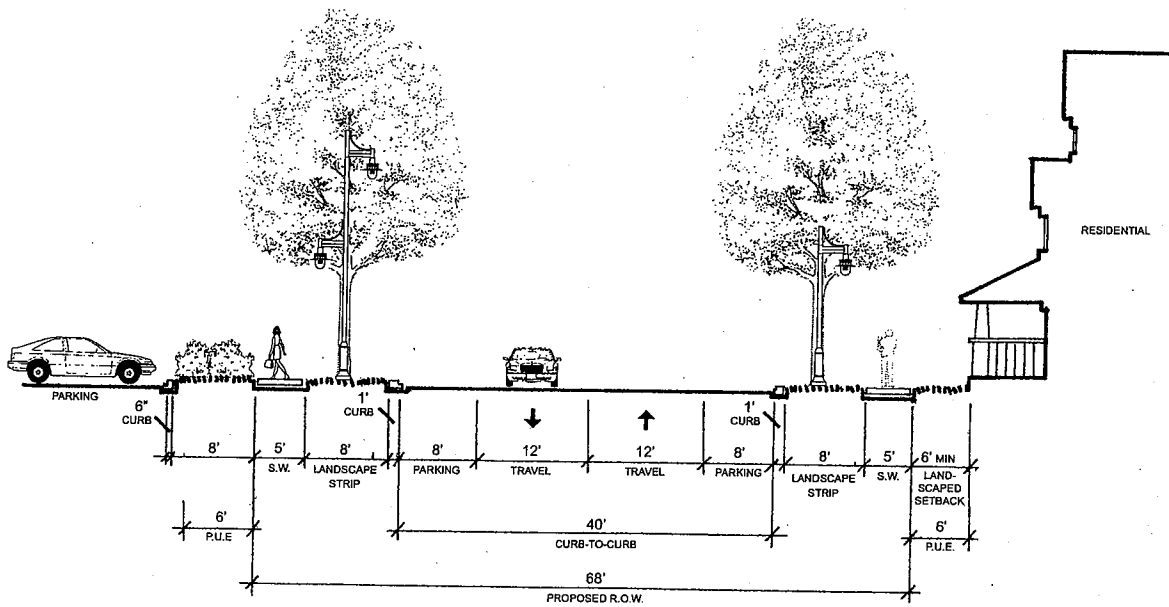 RESIDENTIAL
PARKING
6" CURB
8'
5'
S.W.
8'
LANDSCAPE
STRIP
1'
CURB
8'
PARKING
12'
TRAVEL
12'
TRAVEL
8'
PARKING
1'
CURB
8'
LANDSCAPE
STRIP
5'
S.W.
6' MIN
LAND-
SCAPED
SETBACK
6'
P.U.E
40'
CURB-TO-CURB
6'
P.U.E.
68'
PROPOSED R.O.W.